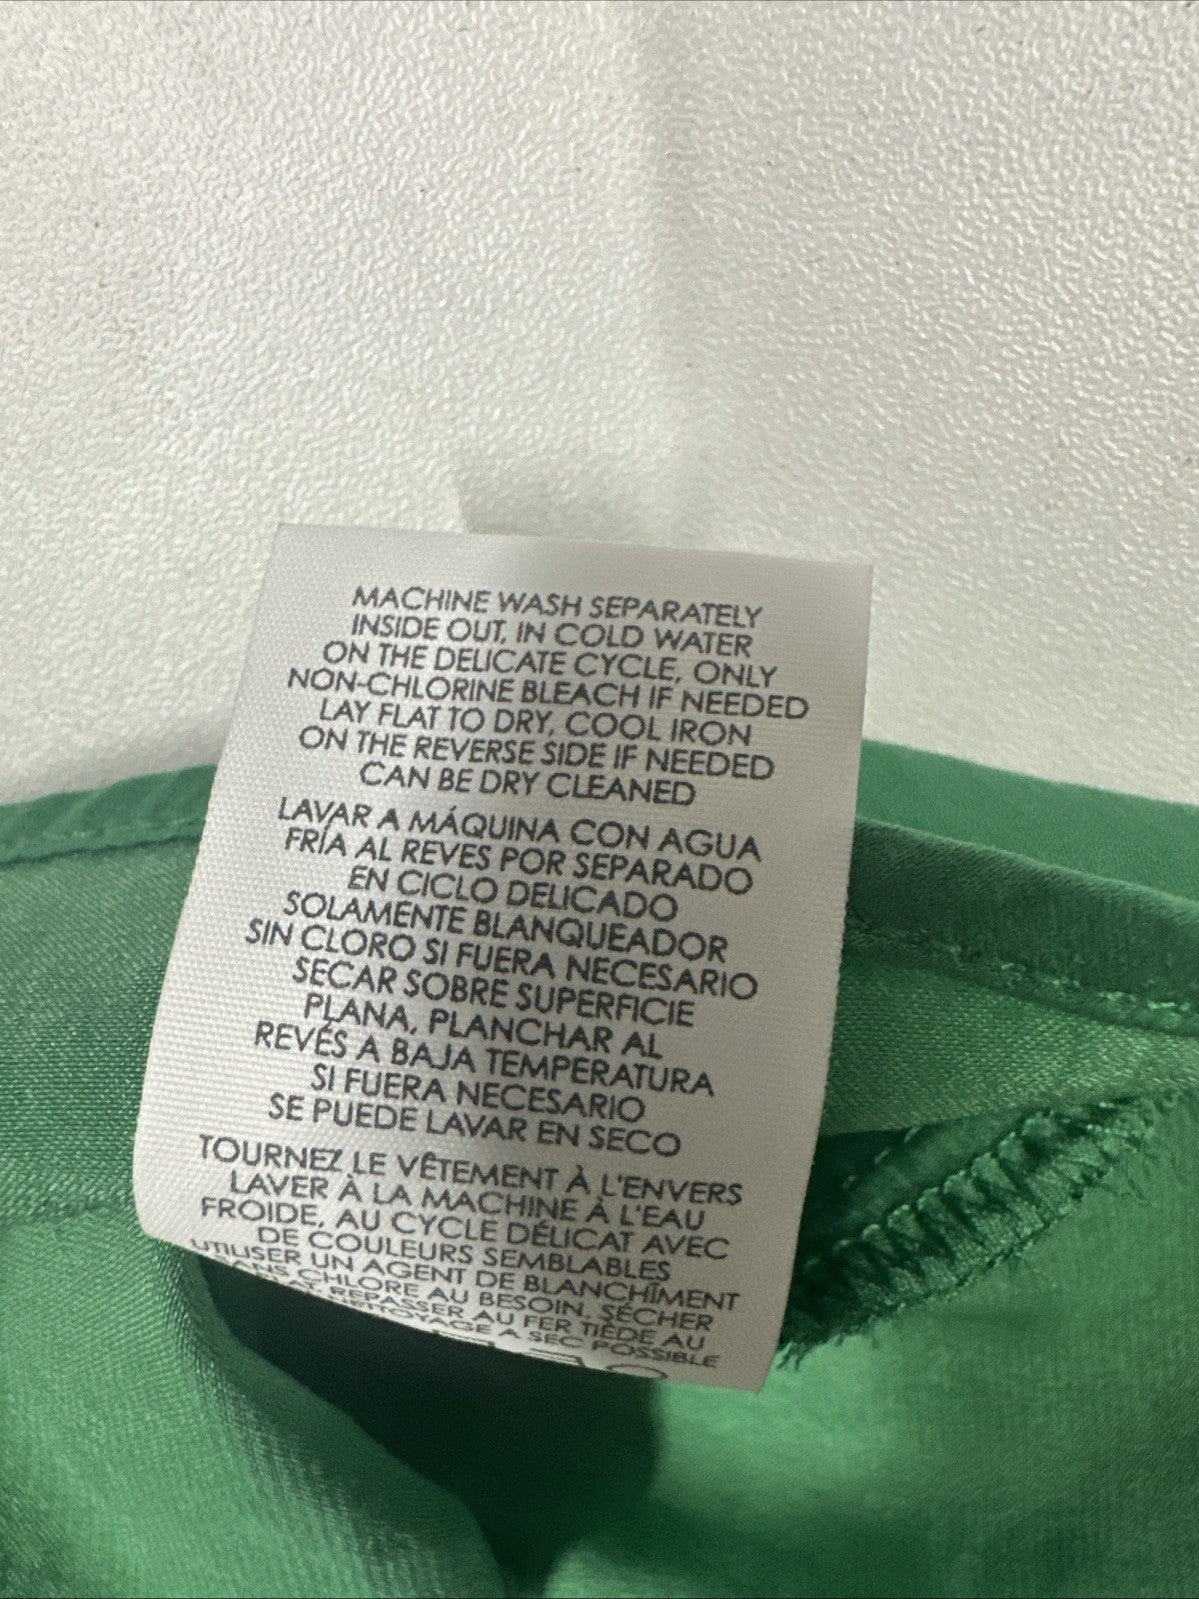 MACHINE WASH SEPARATELY
INSIDE OUT, IN COLD WATER
ON THE DELICATE CYCLE, ONLY
NON-CHLORINE BLEACH IF NEEDED
LAY FLAT TO DRY, COOL IRON
ON THE REVERSE SIDE IF NEEDED
CAN BE DRY CLEANED
LAVAR A MÁQUINA CON AGUA
FRÍA AL REVES POR SEPARADO
EN CICLO DELICADO
SOLAMENTE BLANQUEADOR
SIN CLORO SI FUERA NECESARIO
SECAR SOBRE SUPERFICIE
PLANA, PLANCHAR AL
REVÉS A BAJA TEMPERATURA
SI FUERA NECESARIO
SE PUEDE LAVAR EN SECO
TOURNEZ LE VÊTEMENT À L'ENVERS
LAVER À LA MACHINE À L'EAU
FROIDE, AU CYCLE DÉLICAT AVEC
DE COULEURS SEMBLABLES
UTILISER UN AGENT DE BLANCHÎMENT
SANS CHLORE AU BESOIN. SÉCHER
REPASSER AU FER TIÈDE AU
NETTOYAGE A SEC POSSIBLE